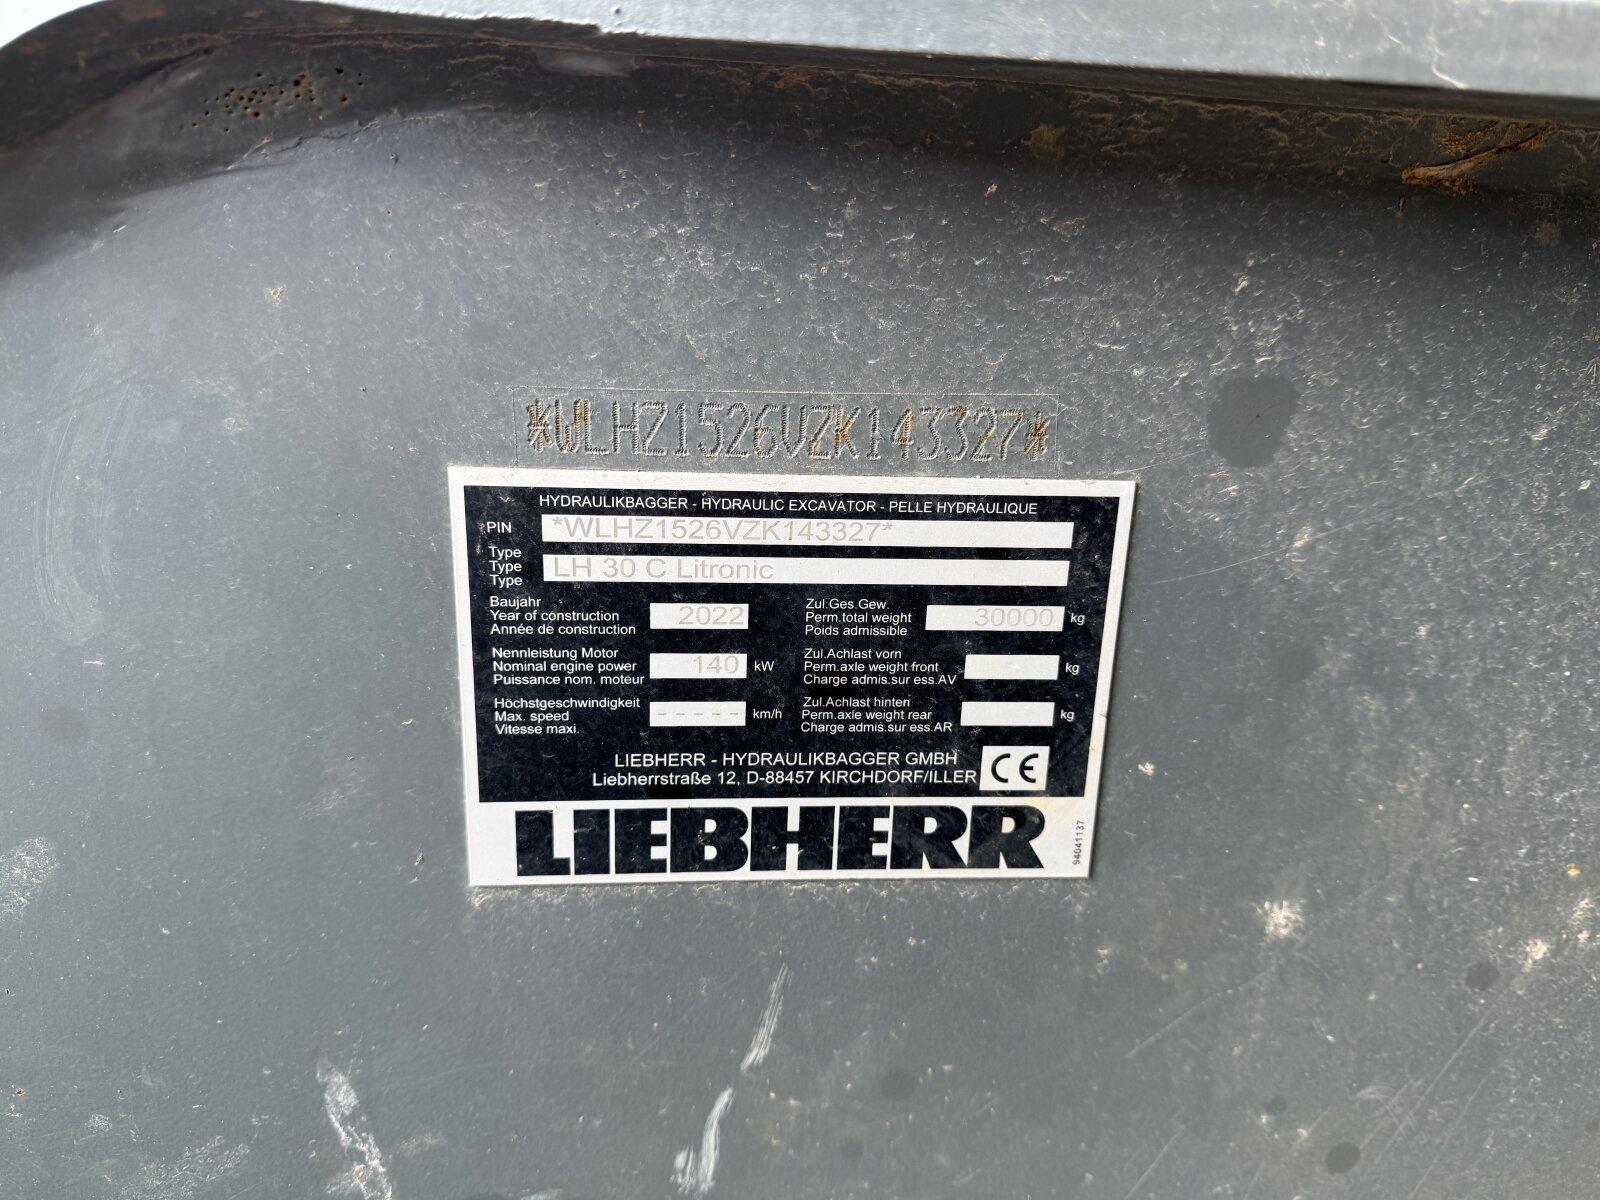 *WLHZ1526VZK143327*
HYDRAULIKBAGGER - HYDRAULIC EXCAVATOR - PELLE HYDRAULIQUE
PIN *WLHZ1526VZK143327*
Type
Type LH 30 C Litronic
Type
Baujahr
Year of construction 2022
Année de construction
Zul.Ges.Gew.
Perm.total weight 30000 kg
Poids admissible
Nennleistung Motor
Nominal engine power 140 kW
Puissance nom. moteur
Zul.Achlast vorn
Perm.axle weight front kg
Charge admis.sur ess.AV
Höchstgeschwindigkeit
Max. speed - - - - - km/h
Vitesse maxi.
Zul.Achlast hinten
Perm.axle weight rear kg
Charge admis.sur ess.AR
LIEBHERR - HYDRAULIKBAGGER GMBH
Liebherrstraße 12, D-88457 KIRCHDORF/ILLER
CE
LIEBHERR
94041137